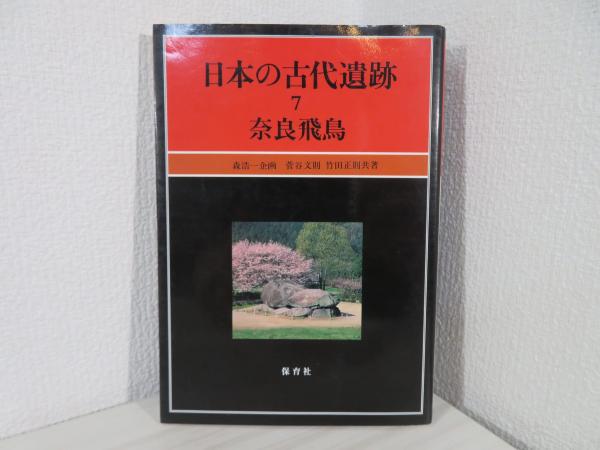 日本の古代遺跡
7
奈良飛鳥
森浩一企画 菅谷文則 竹田正則共著
保育社